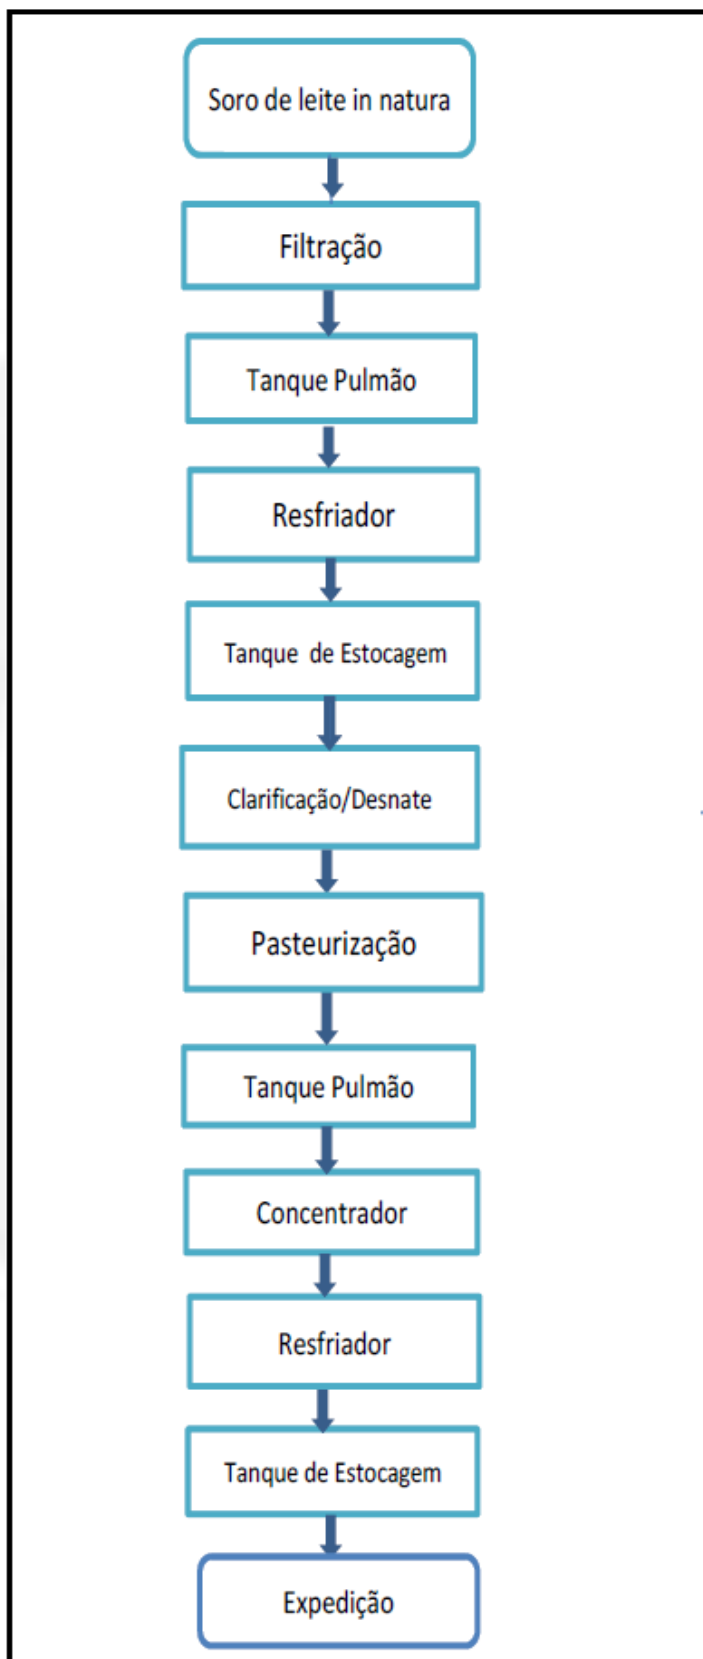 Soro de leite in natura
Filtração
Tanque Pulmão
Resfriador
Tanque de Estocagem
Clarificação/Desnate
Pasteurização
Tanque Pulmão
Concentrador
Resfriador
Tanque de Estocagem
Expedição